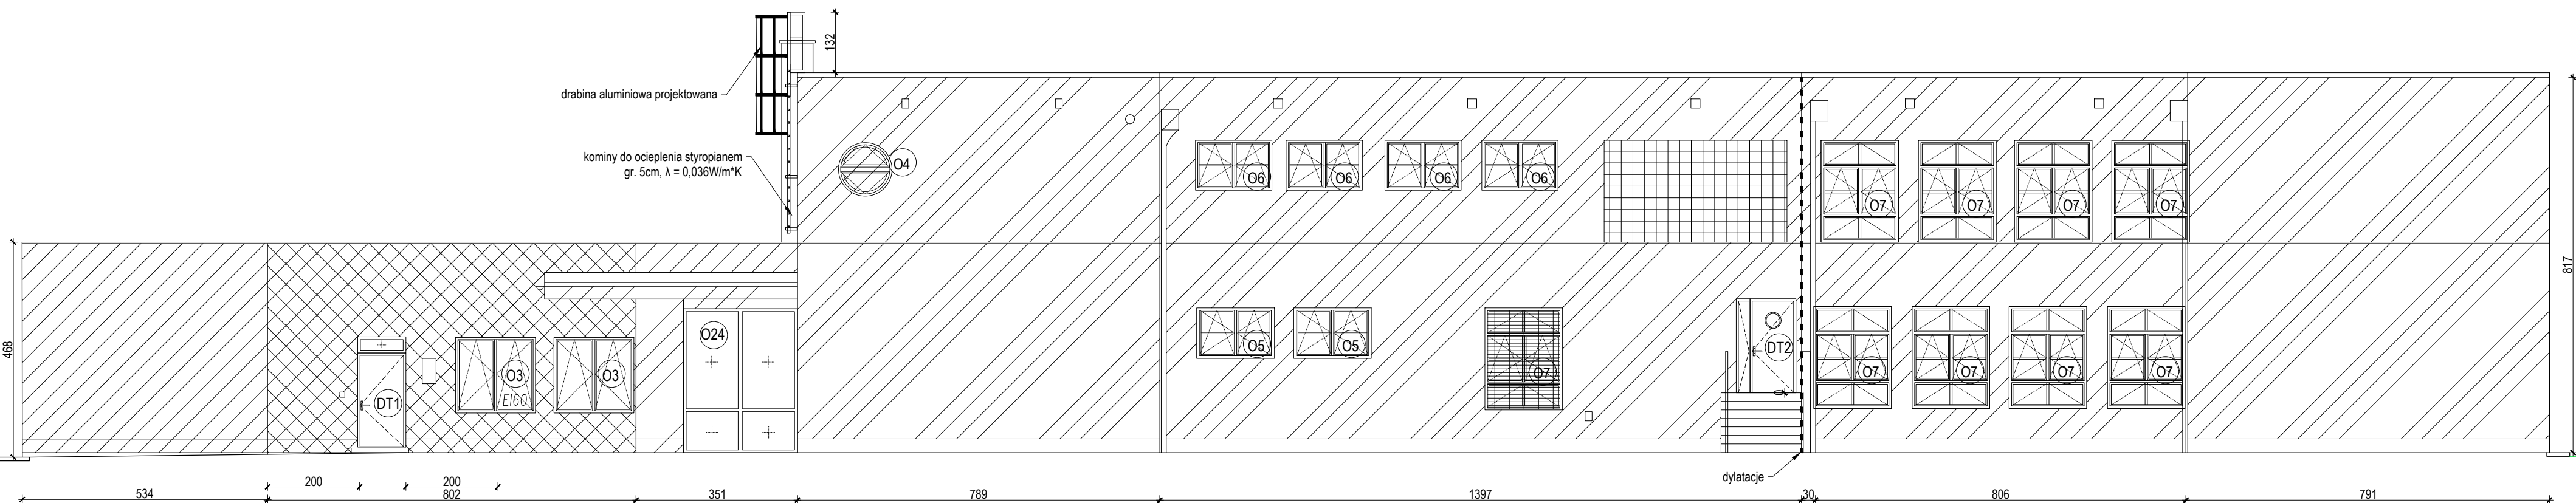 132
drabina aluminiowa projektowana
kominy do ocieplenia styropianem
gr. 5cm, λ = 0,036W/m*K
O4
O6
O6
O6
O6
O7
O7
O7
O7
817
468
O24
O3
EI60
O3
DT1
O5
O5
O7
DT2
O7
O7
O7
O7
dylatacje
200
200
534
802
351
789
1397
30
806
791